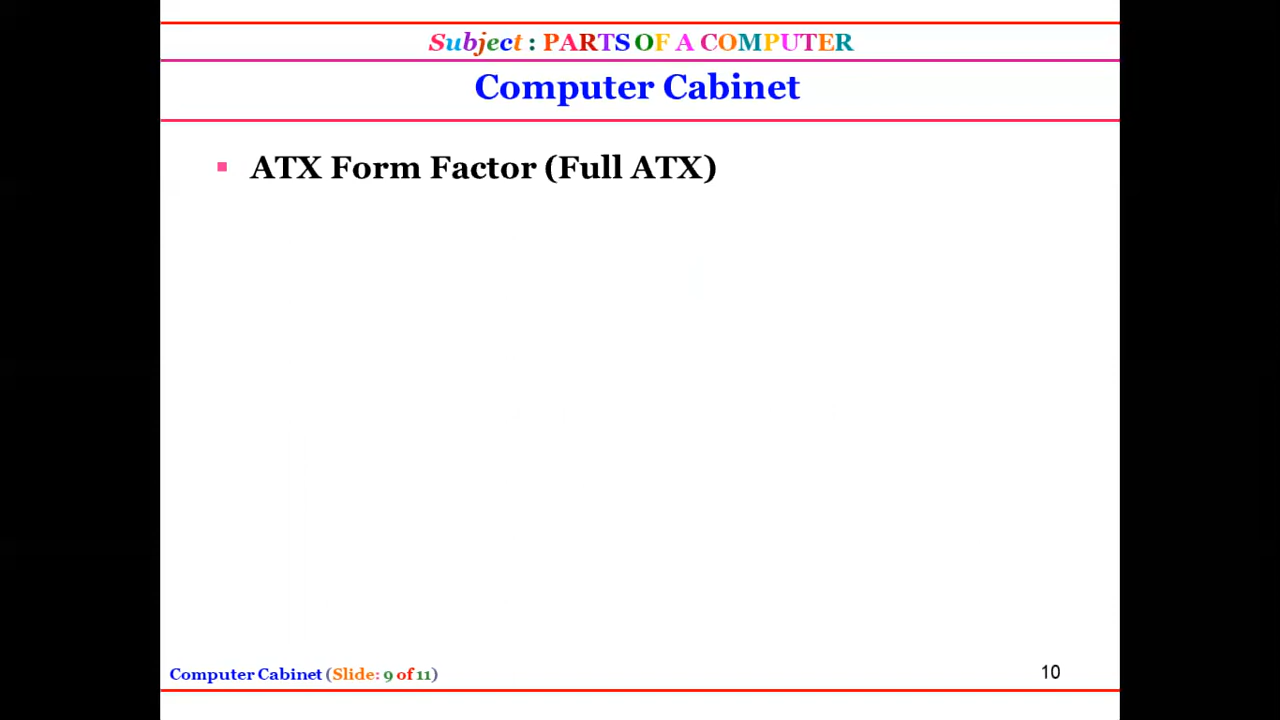 Subject : PARTS OF A COMPUTER
Computer Cabinet
▪ ATX Form Factor (Full ATX)
Computer Cabinet (Slide: 9 of 11)
10